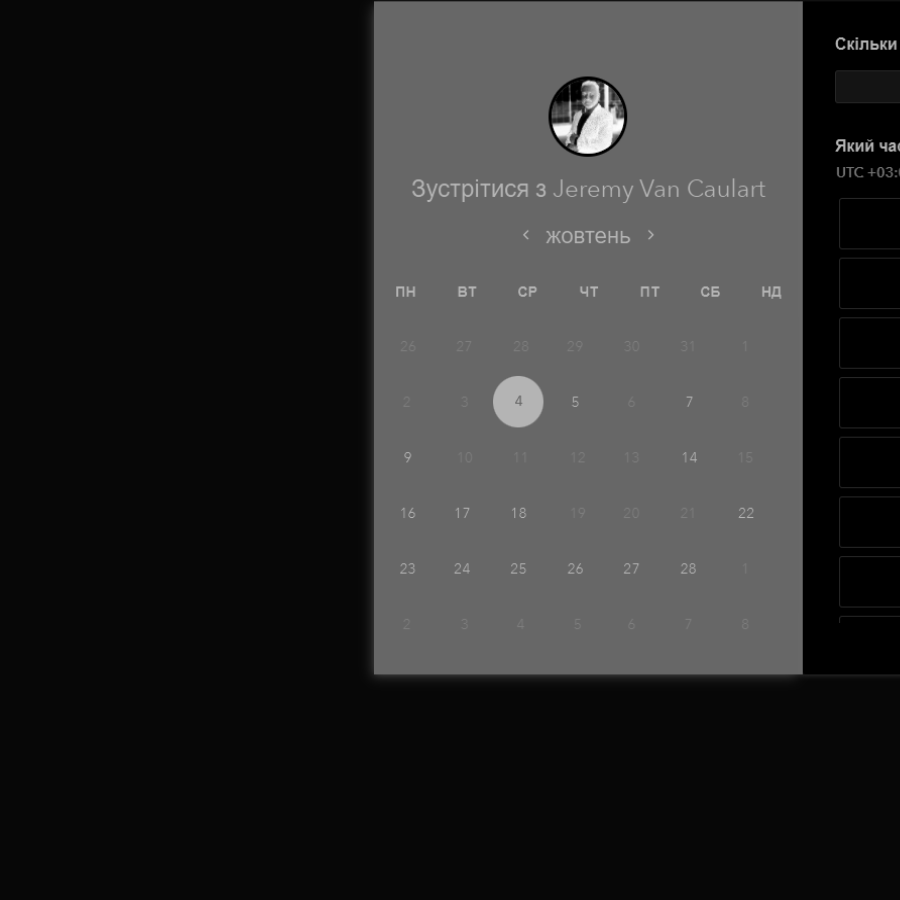 Зустрітися з Jeremy Van Caulart
жовтень
ПН ВТ СР ЧТ ПТ СБ НД
26 27 28 29 30 31 1
2 3 4 5 6 7 8
9 10 11 12 13 14 15
16 17 18 19 20 21 22
23 24 25 26 27 28 1
2 3 4 5 6 7 8
Скільки
Який
UTC